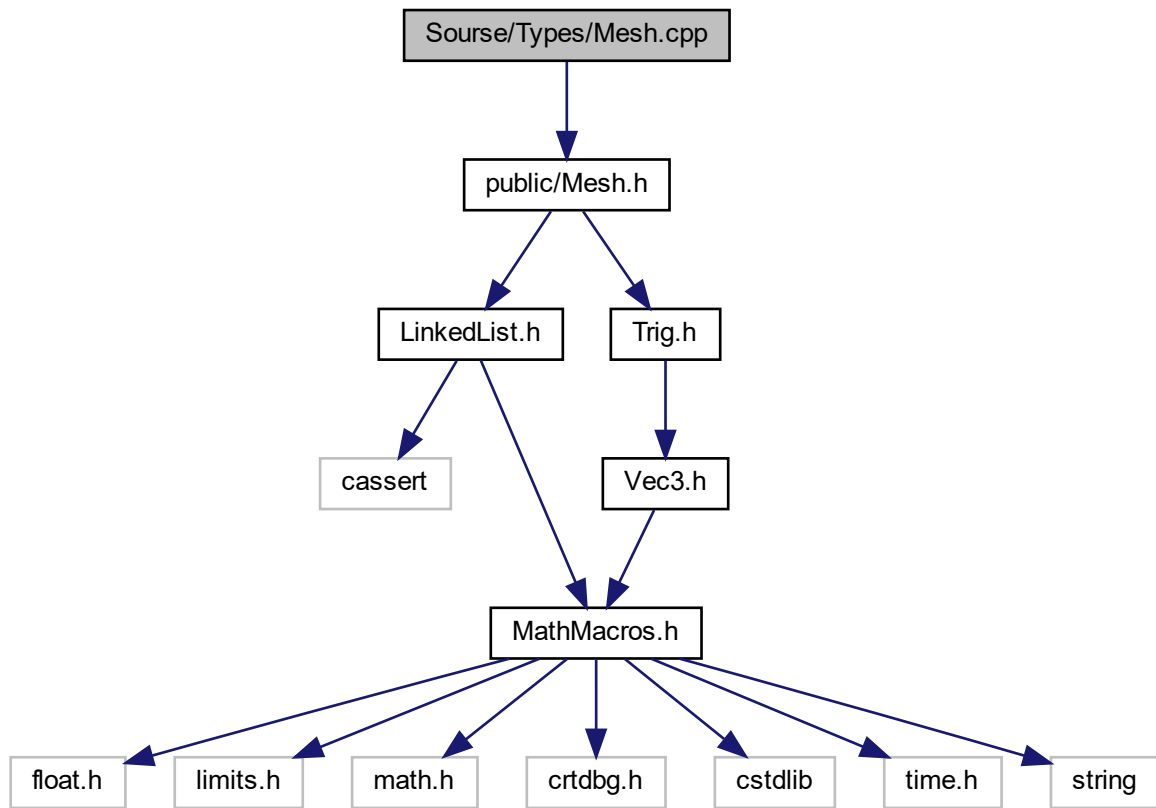 Sourse/Types/Mesh.cpp
public/Mesh.h
LinkedList.h
Trig.h
cassert
Vec3.h
MathMacros.h
float.h
limits.h
math.h
crtdbg.h
cstdlib
time.h
string